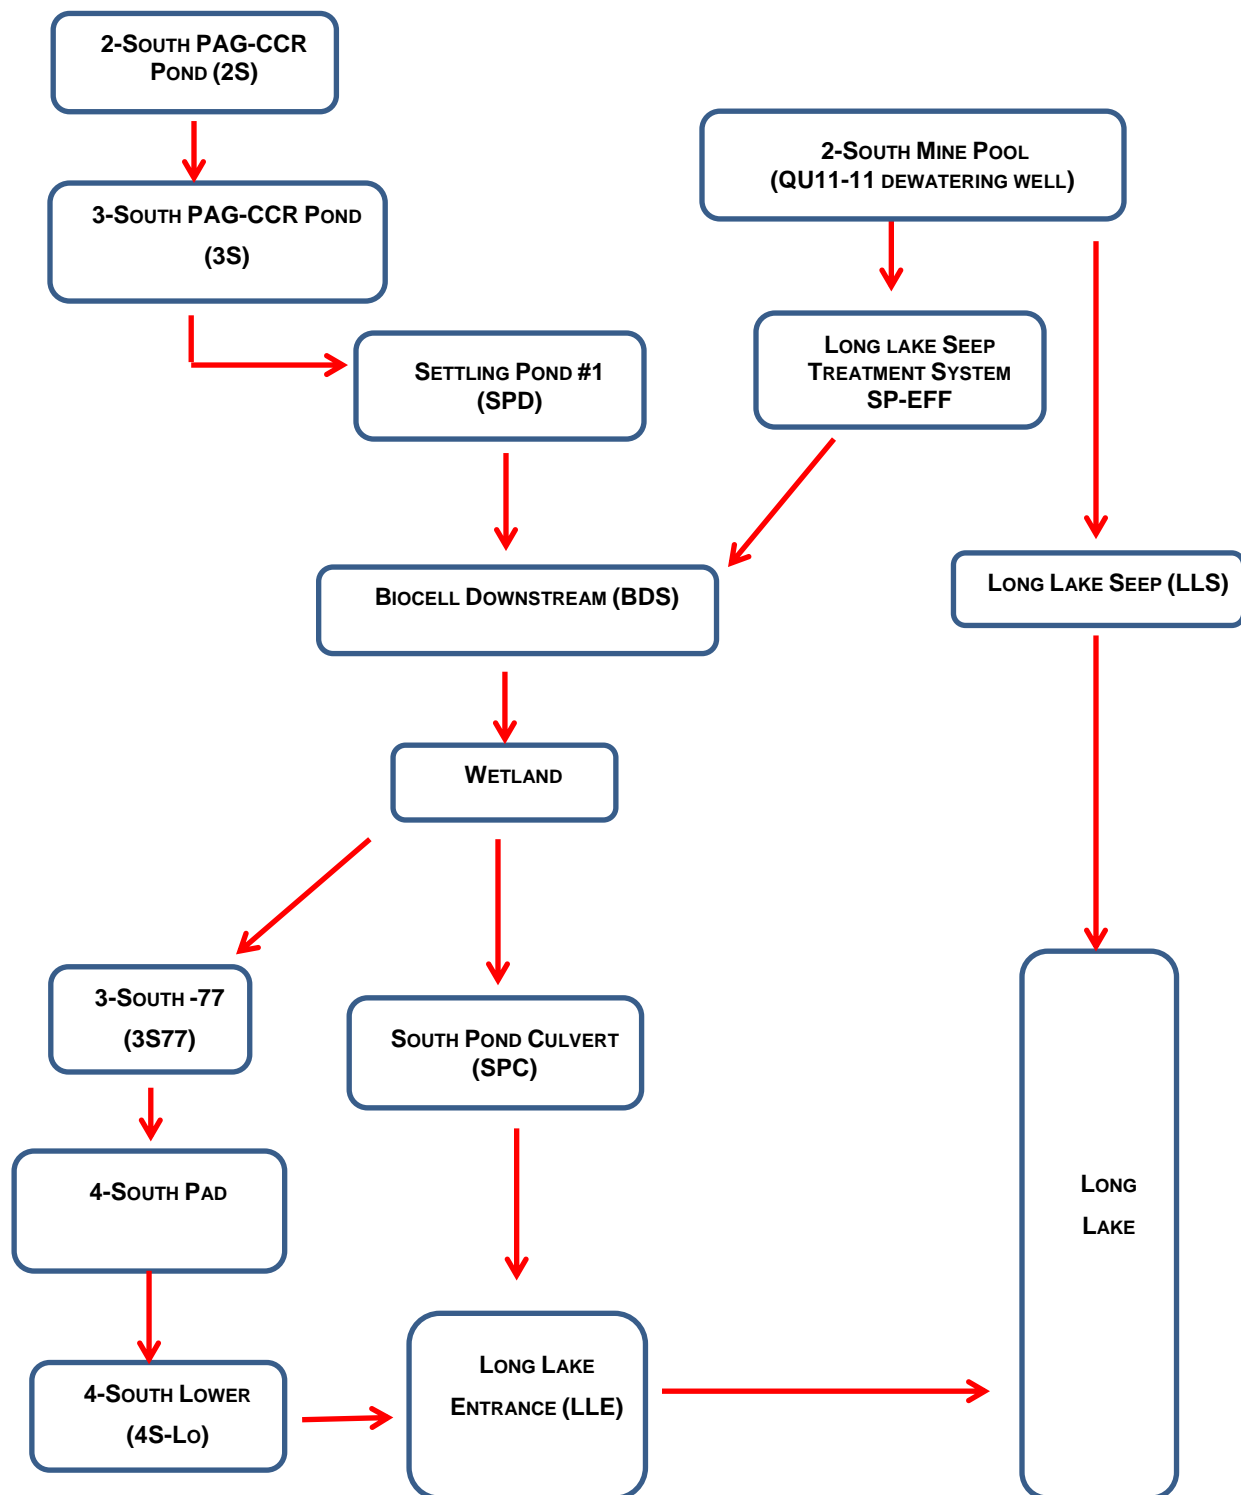 2-South PAG-CCR
Pond (2S)
2-South Mine Pool
(QU11-11 dewatering well)
3-South PAG-CCR Pond
(3S)
Long lake Seep
Treatment System
SP-EFF
Settling Pond #1
(SPD)
Biocell Downstream (BDS)
Long Lake Seep (LLS)
Wetland
3-South -77
(3S77)
South Pond Culvert
(SPC)
4-South Pad
Long
Lake
4-South Lower
(4S-Lo)
Long Lake
Entrance (LLE)